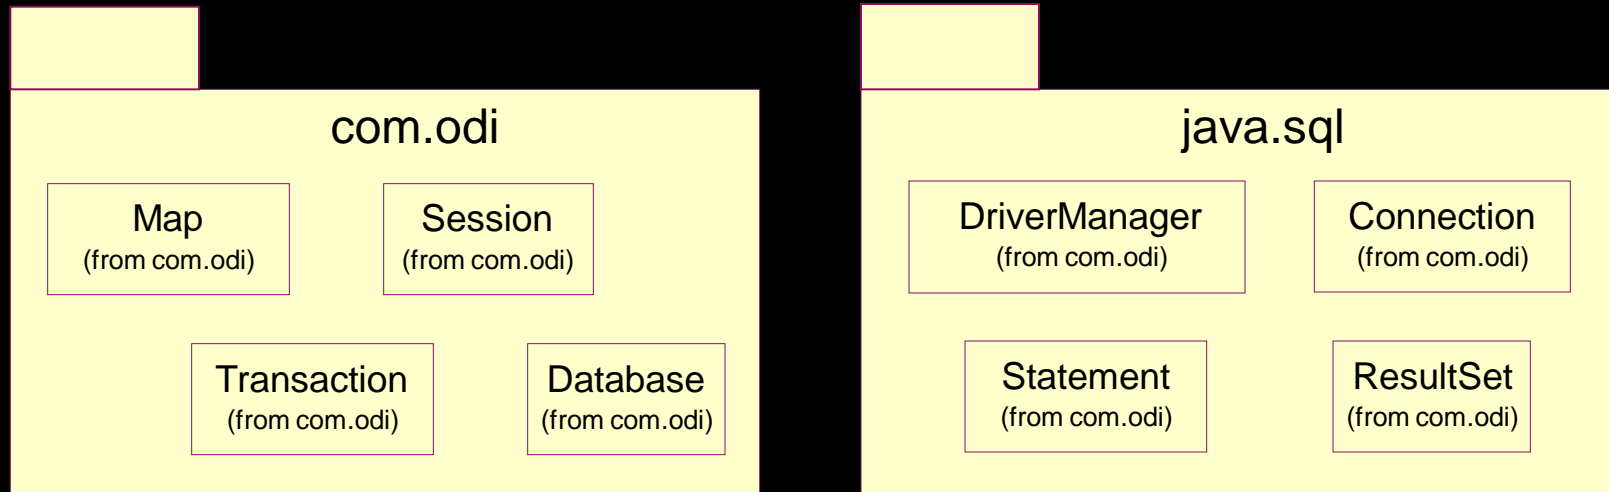 com.odi
Map
(from com.odi)
Session
(from com.odi)
Transaction
(from com.odi)
Database
(from com.odi)
java.sql
DriverManager
(from com.odi)
Connection
(from com.odi)
Statement
(from com.odi)
ResultSet
(from com.odi)